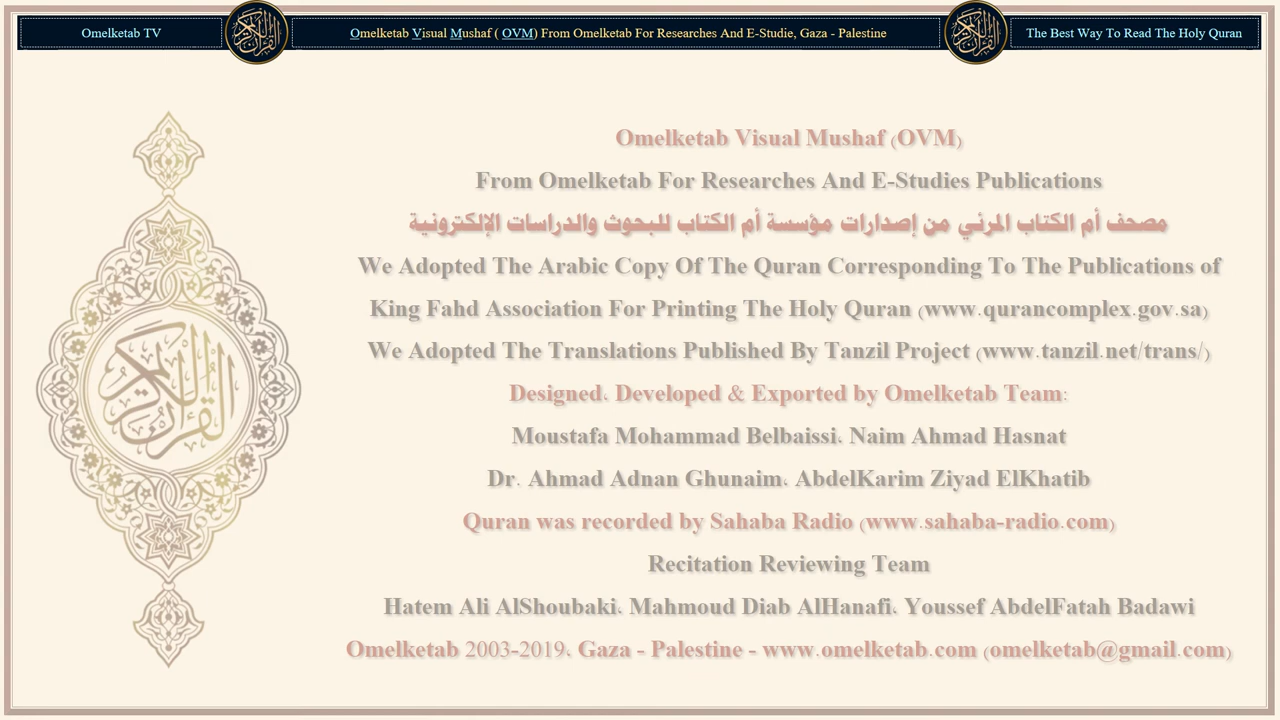 Omelketab TV
Omelketab Visual Mushaf ( OVM) From Omelketab For Researches And E-Studie, Gaza - Palestine
The Best Way To Read The Holy Quran
القرآن الكريم
القرآن الكريم
القرآن الكريم
Omelketab Visual Mushaf (OVM)
From Omelketab For Researches And E-Studies Publications
مصحف أم الكتاب المرئي من إصدارات مؤسسة أم الكتاب للبحوث والدراسات الإلكترونية
We Adopted The Arabic Copy Of The Quran Corresponding To The Publications of
King Fahd Association For Printing The Holy Quran (www.qurancomplex.gov.sa)
We Adopted The Translations Published By Tanzil Project (www.tanzil.net/trans/)
Designed، Developed & Exported by Omelketab Team:
Moustafa Mohammad Belbaissi، Naim Ahmad Hasnat
Dr. Ahmad Adnan Ghunaim، AbdelKarim Ziyad ElKhatib
Quran was recorded by Sahaba Radio (www.sahaba-radio.com)
Recitation Reviewing Team
Hatem Ali AlShoubaki، Mahmoud Diab AlHanafi، Youssef AbdelFatah Badawi
Omelketab 2003-2019، Gaza - Palestine - www.omelketab.com (omelketab@gmail.com)